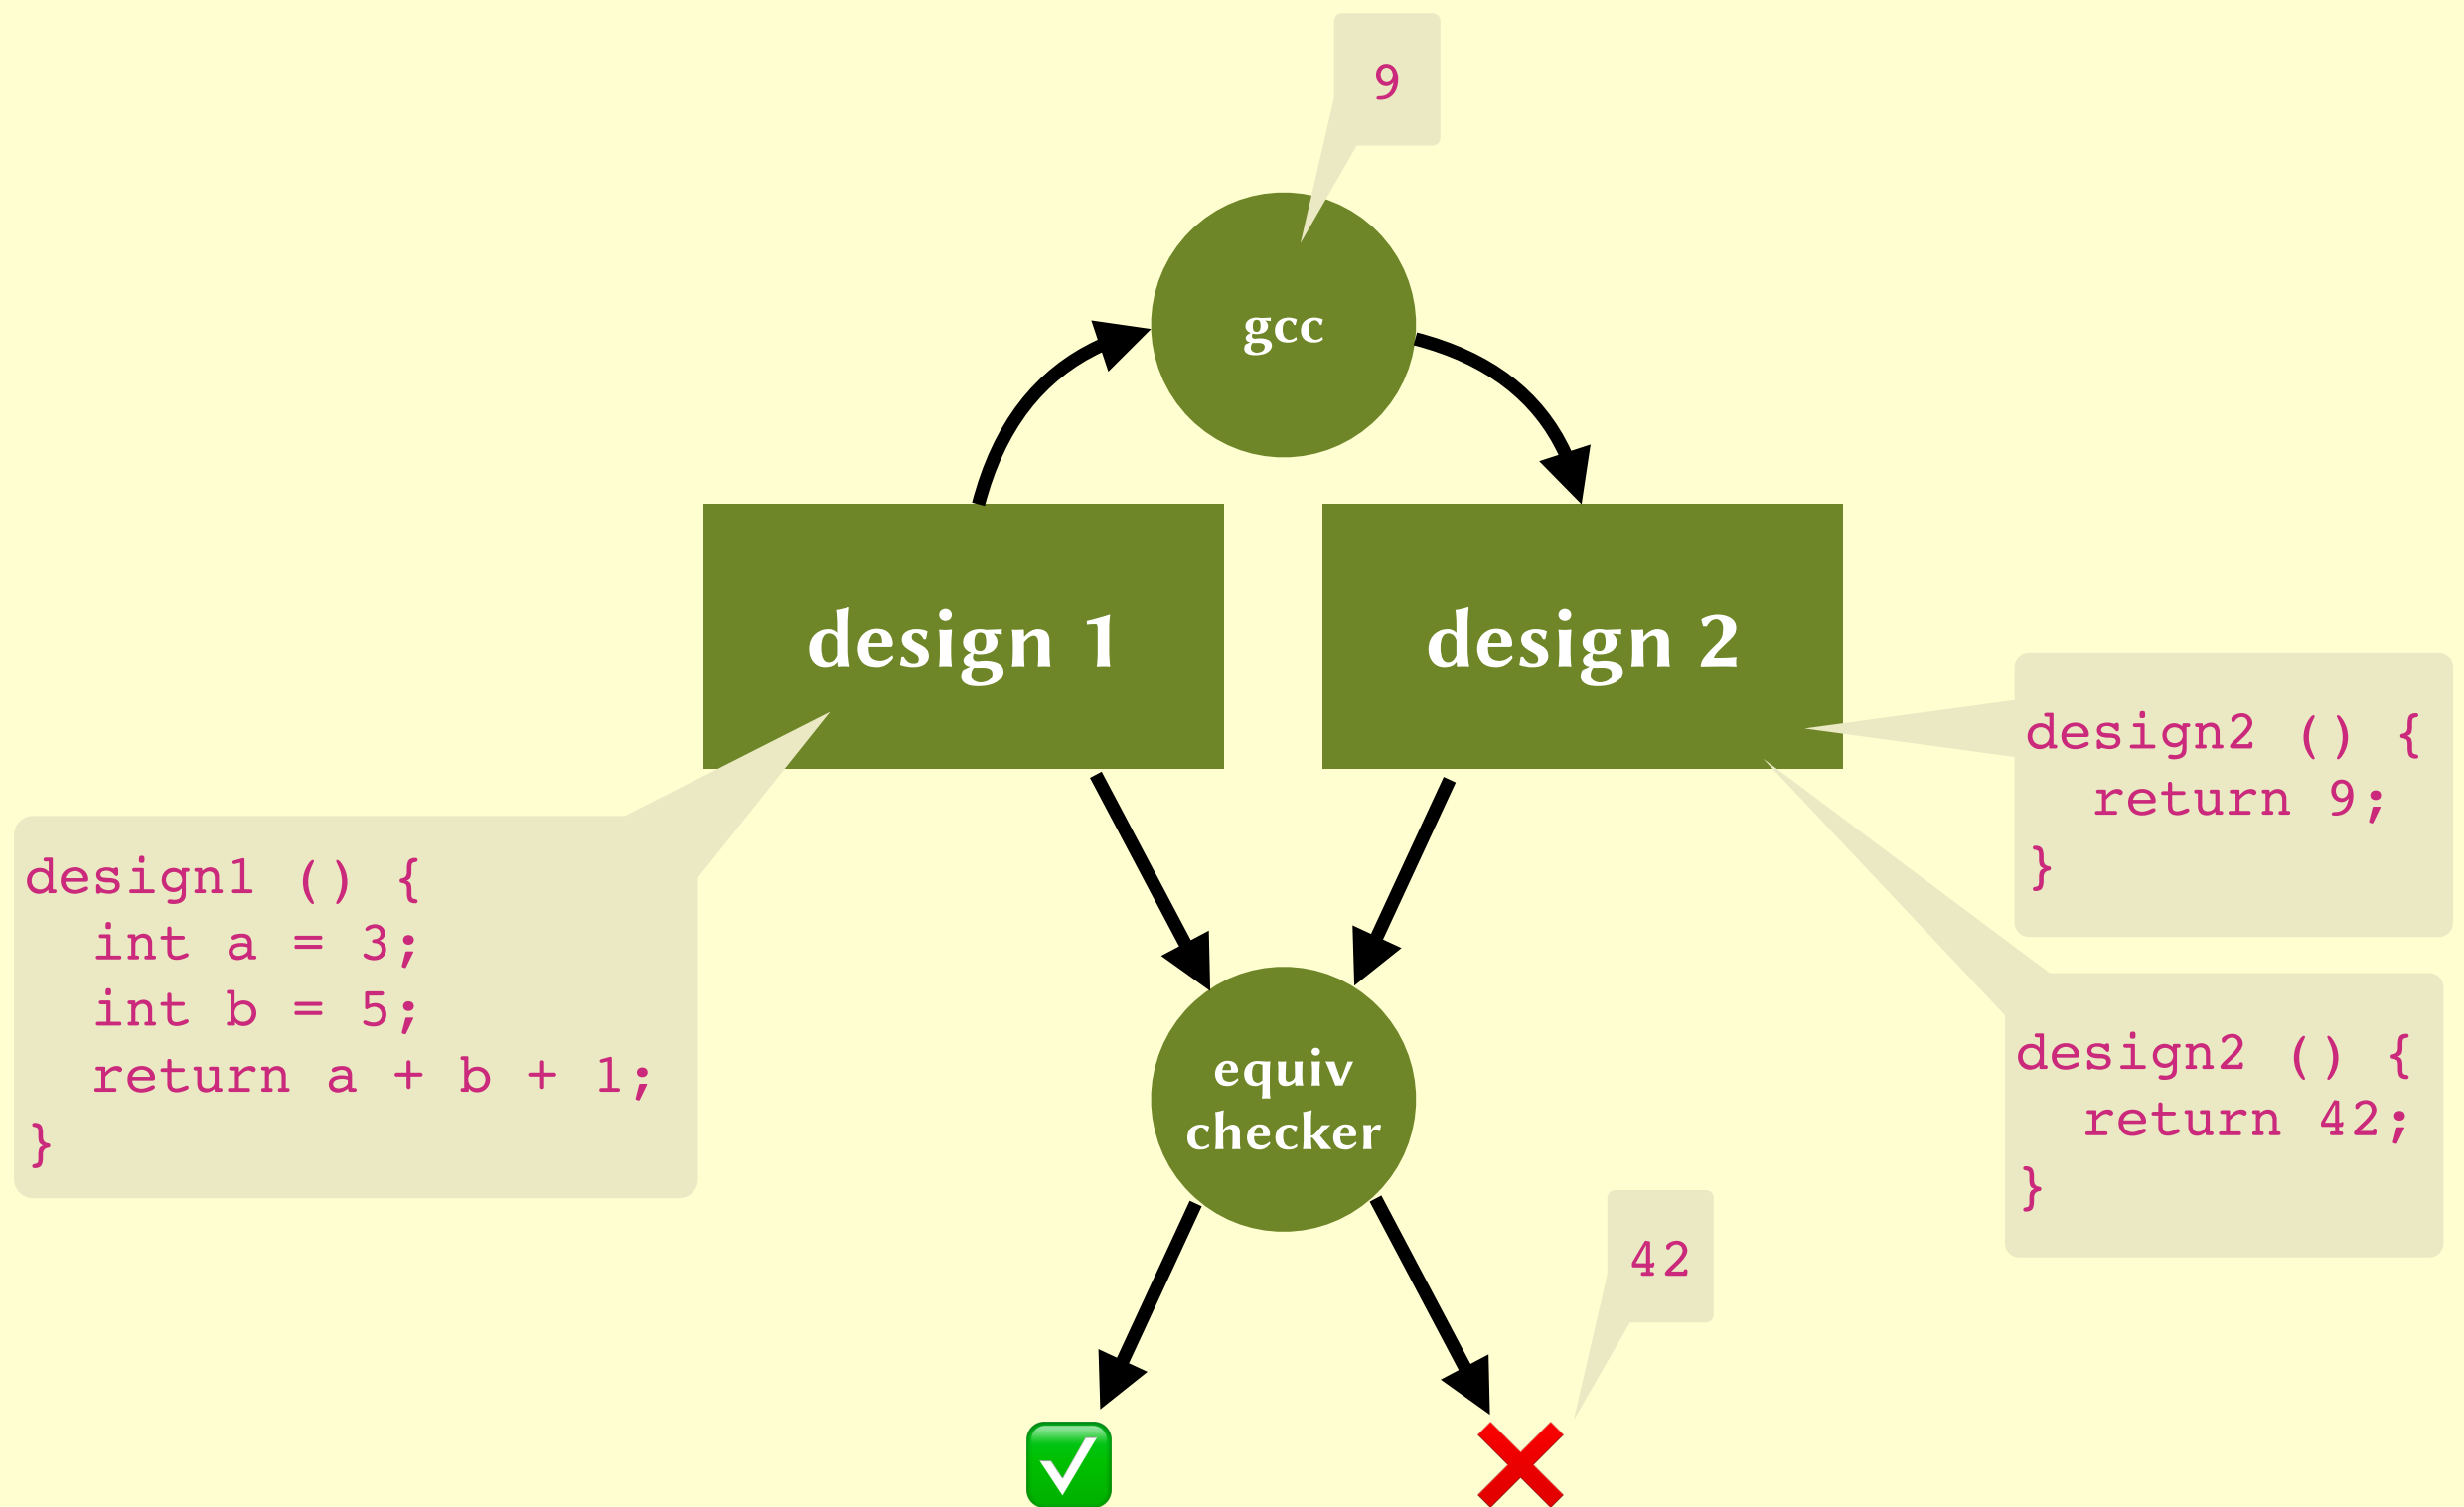 9
gcc
design 1
design 2
design2 () {
  return 9;
}
design1 () {
  int a = 3;
  int b = 5;
  return a + b + 1;
}
design2 () {
  return 42;
}
equiv
checker
42